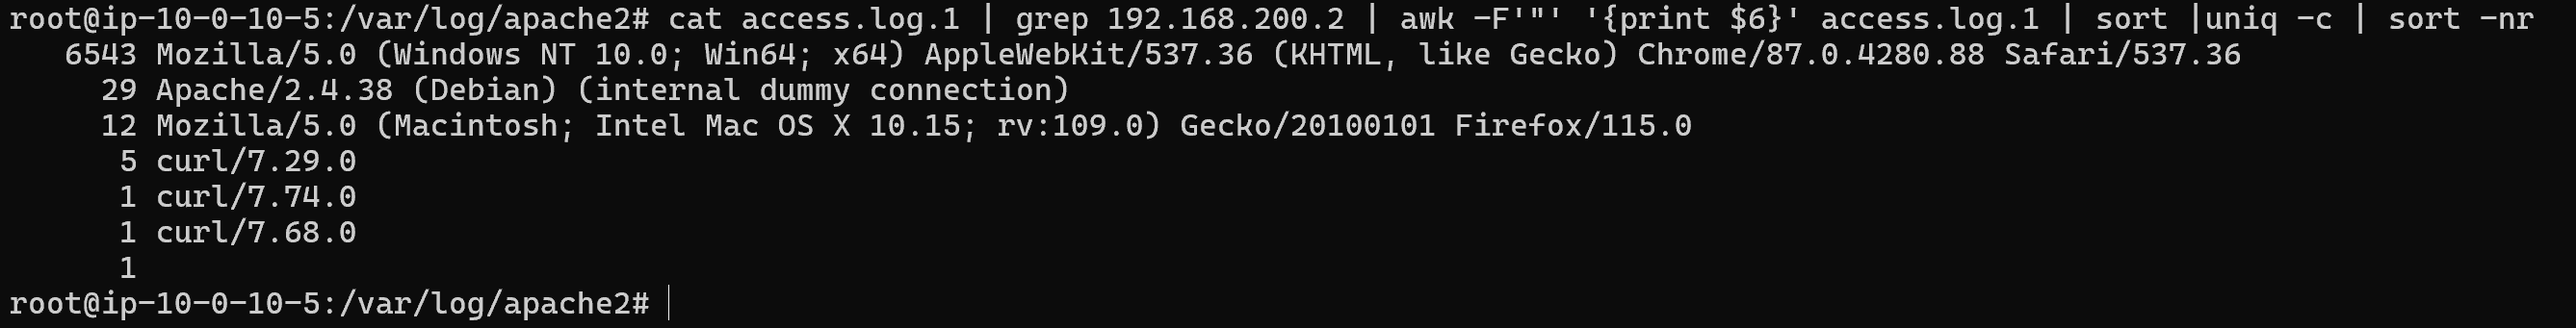 root@ip-10-0-10-5:/var/log/apache2# cat access.log.1 | grep 192.168.200.2 | awk -F'"' '{print $6}' access.log.1 | sort |uniq -c | sort -nr
   6543 Mozilla/5.0 (Windows NT 10.0; Win64; x64) AppleWebKit/537.36 (KHTML, like Gecko) Chrome/87.0.4280.88 Safari/537.36
     29 Apache/2.4.38 (Debian) (internal dummy connection)
     12 Mozilla/5.0 (Macintosh; Intel Mac OS X 10.15; rv:109.0) Gecko/20100101 Firefox/115.0
      5 curl/7.29.0
      1 curl/7.74.0
      1 curl/7.68.0
      1
root@ip-10-0-10-5:/var/log/apache2#